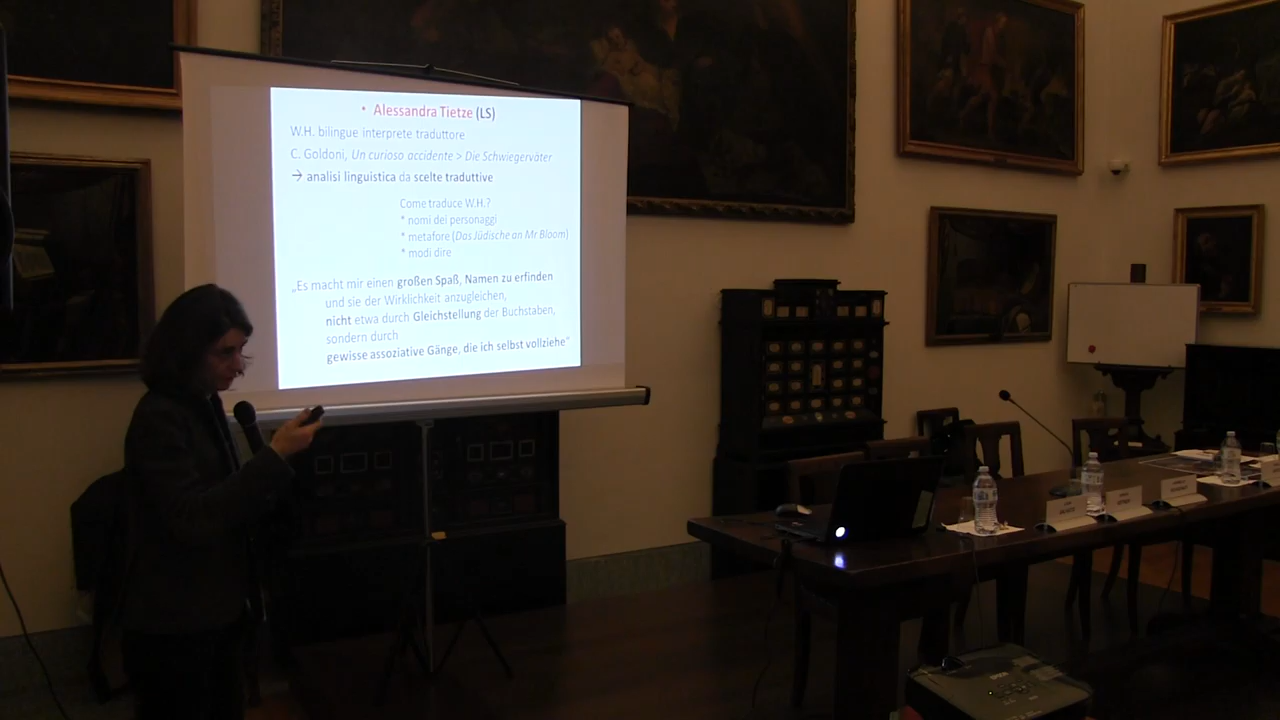 • Alessandra Tietze (LS)
W.H. bilingue interprete traduttore
C. Goldoni, Un curioso accidente > Die Schwiegerväter
→ analisi linguistica da scelte traduttive
Come traduce W.H.?
* nomi dei personaggi
* metafore (Das Jüdische an Mr Bloom)
* modi dire
„Es macht mir einen großen Spaß, Namen zu erfinden
und sie der Wirklichkeit anzugleichen,
nicht etwa durch Gleichstellung der Buchstaben,
sondern durch
gewisse assoziative Gänge, die ich selbst vollziehe“